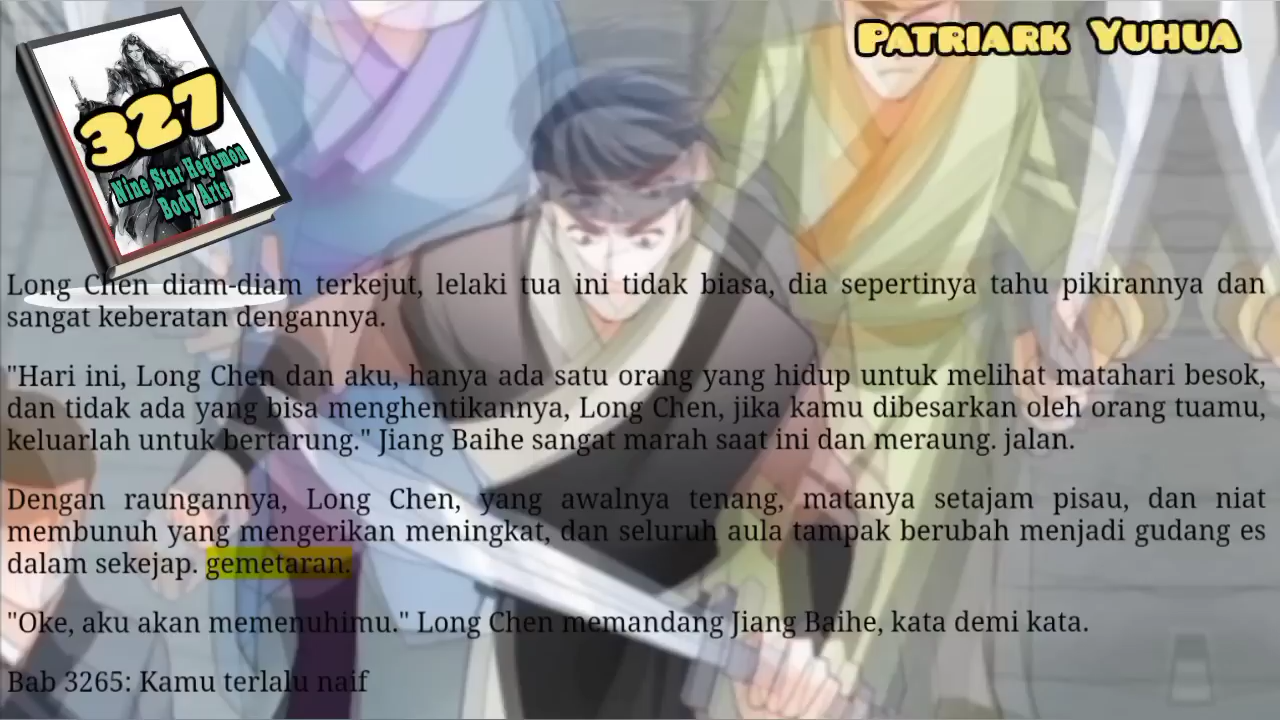 327
Nine Star Hegemon
Body Arts
Patriark Yuhua
Long Chen diam-diam terkejut, lelaki tua ini tidak biasa, dia sepertinya tahu pikirannya dan
sangat keberatan dengannya.
"Hari ini, Long Chen dan aku, hanya ada satu orang yang hidup untuk melihat matahari besok,
dan tidak ada yang bisa menghentikannya, Long Chen, jika kamu dibesarkan oleh orang tuamu,
keluarlah untuk bertarung." Jiang Baihe sangat marah saat ini dan meraung. jalan.
Dengan raungannya, Long Chen, yang awalnya tenang, matanya setajam pisau, dan niat
membunuh yang mengerikan meningkat, dan seluruh aula tampak berubah menjadi gudang es
dalam sekejap. gemetaran.
"Oke, aku akan memenuhimu." Long Chen memandang Jiang Baihe, kata demi kata.
Bab 3265: Kamu terlalu naif